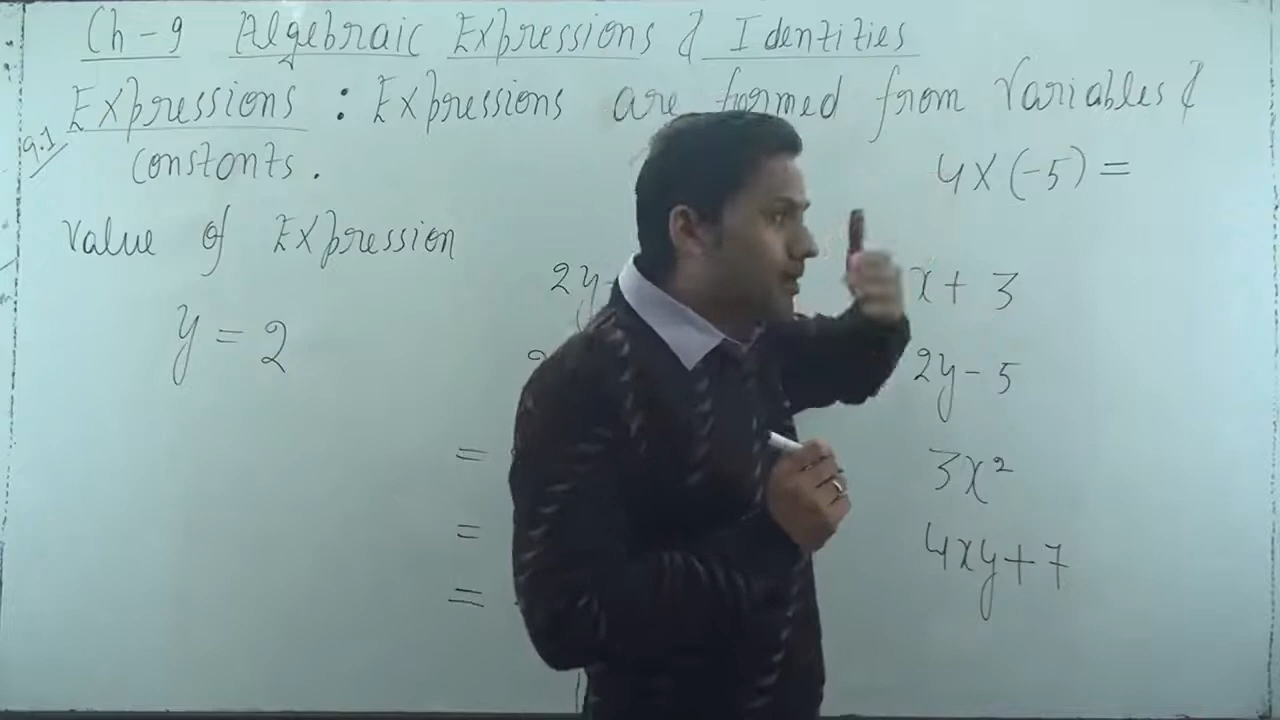 Ch-9 Algebraic Expressions & Identities
Expressions : Expressions are formed from Variables &
9.1
constants.
4×(-5)=
Value of Expression
2y
x+3
y=2
2y-5
=
3x²
=
4xy+7
=